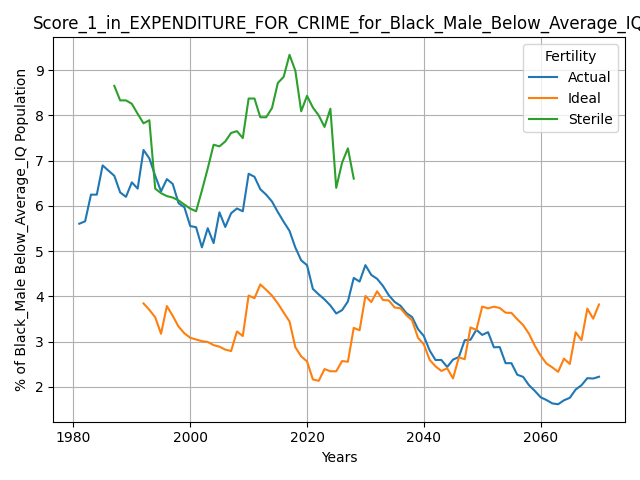 Score_1_in_EXPENDITURE_FOR_CRIME_for_Black_Male_Below_Average_IQ
Fertility
Actual
Ideal
Sterile
% of Black_Male Below_Average_IQ Population
9
8
7
6
5
4
3
2
1980
2000
2020
2040
2060
Years